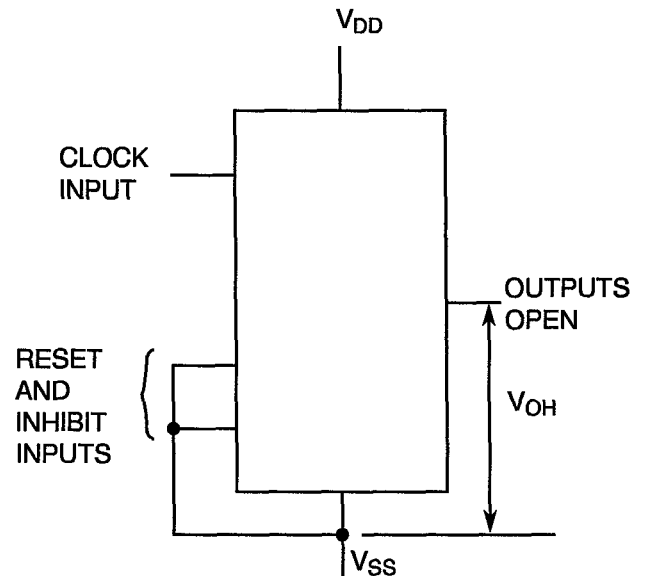 VDD
CLOCK
INPUT
OUTPUTS
OPEN
RESET
AND
INHIBIT
INPUTS
VOH
VSS